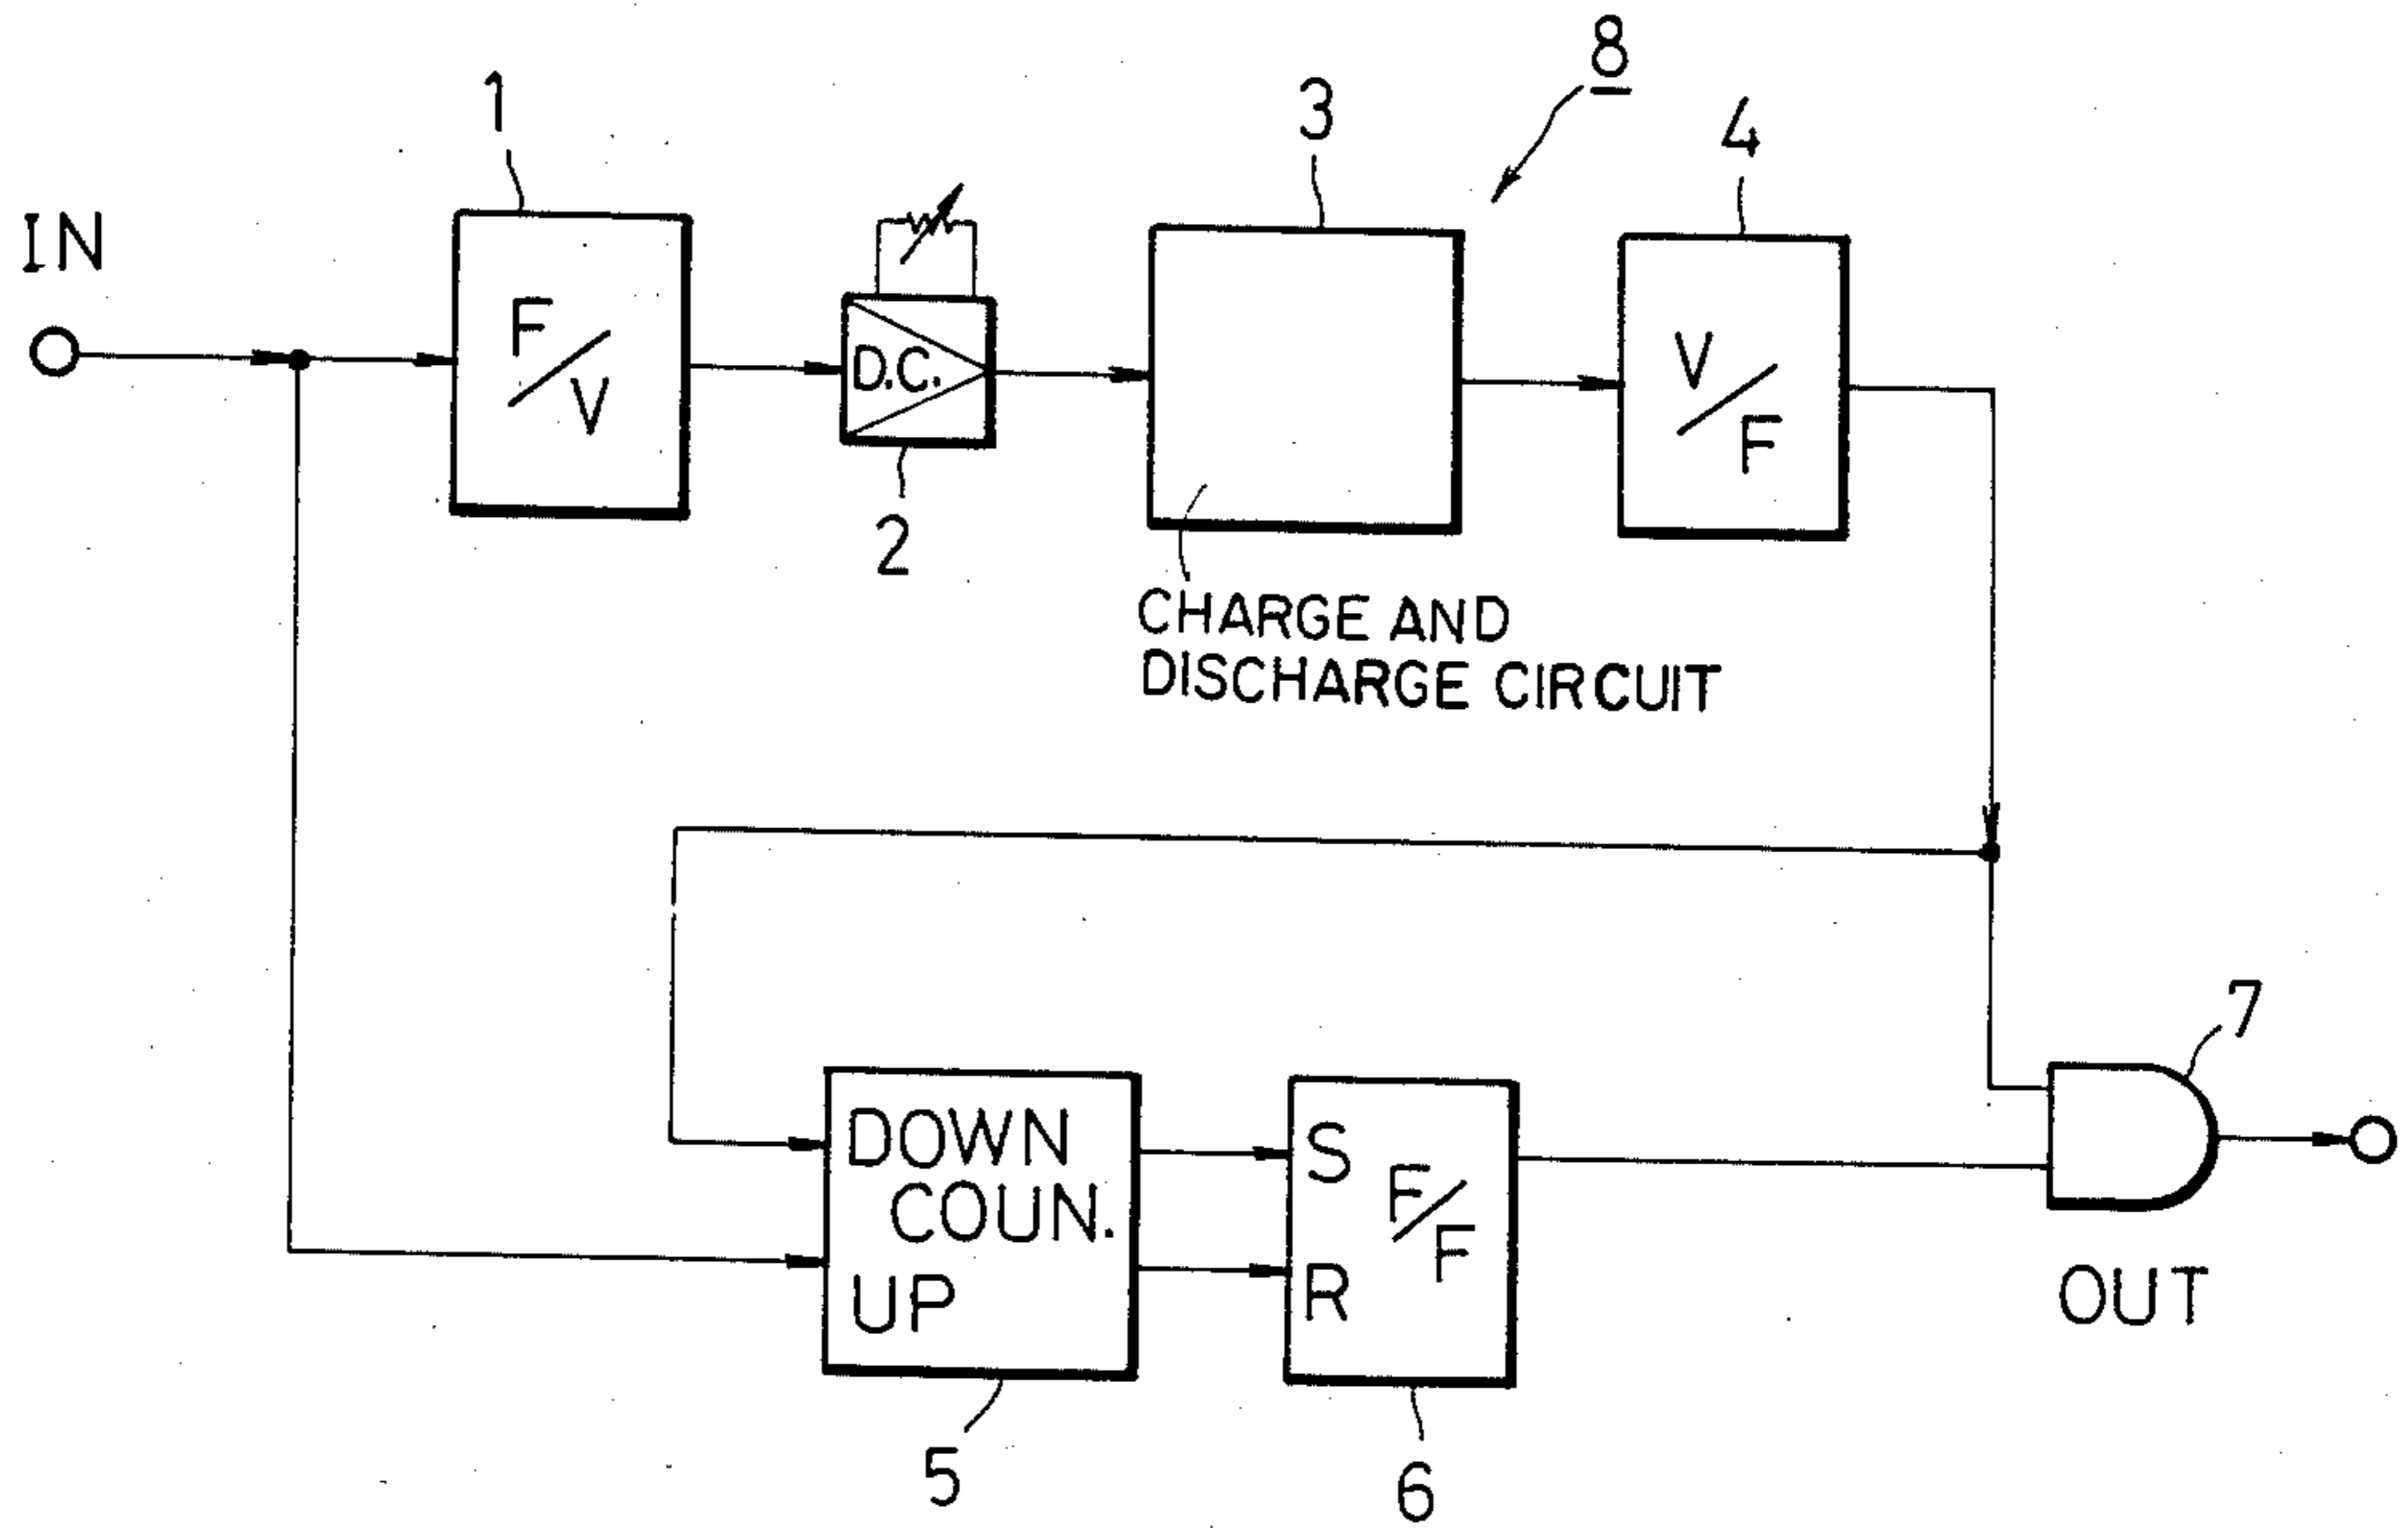 8
1
3
4
IN
F/V
D.C.
V/F
2
CHARGE AND
DISCHARGE CIRCUIT
7
DOWN
COUN.
UP
S
F/F
R
OUT
5
6